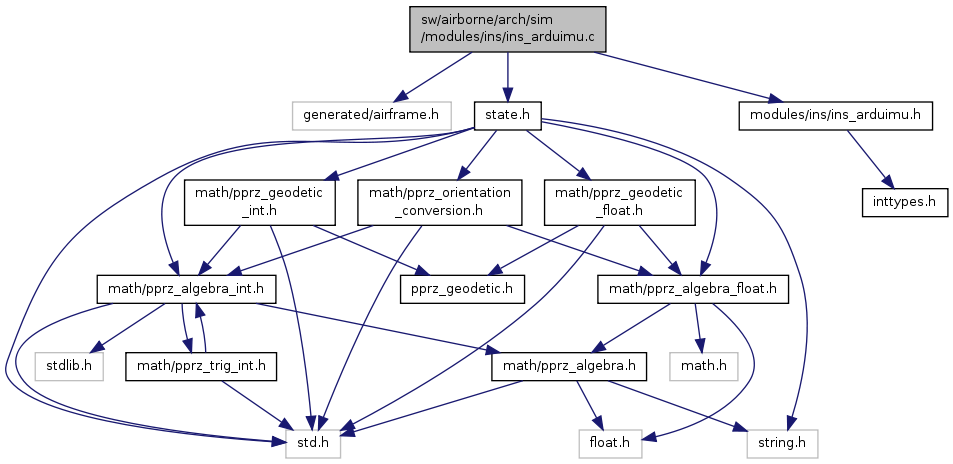 sw/airborne/arch/sim
/modules/ins/ins_arduimu.c
generated/airframe.h
state.h
modules/ins/ins_arduimu.h
math/pprz_geodetic
_int.h
math/pprz_orientation
_conversion.h
math/pprz_geodetic
_float.h
inttypes.h
math/pprz_algebra_int.h
pprz_geodetic.h
math/pprz_algebra_float.h
stdlib.h
math/pprz_trig_int.h
math/pprz_algebra.h
math.h
std.h
float.h
string.h